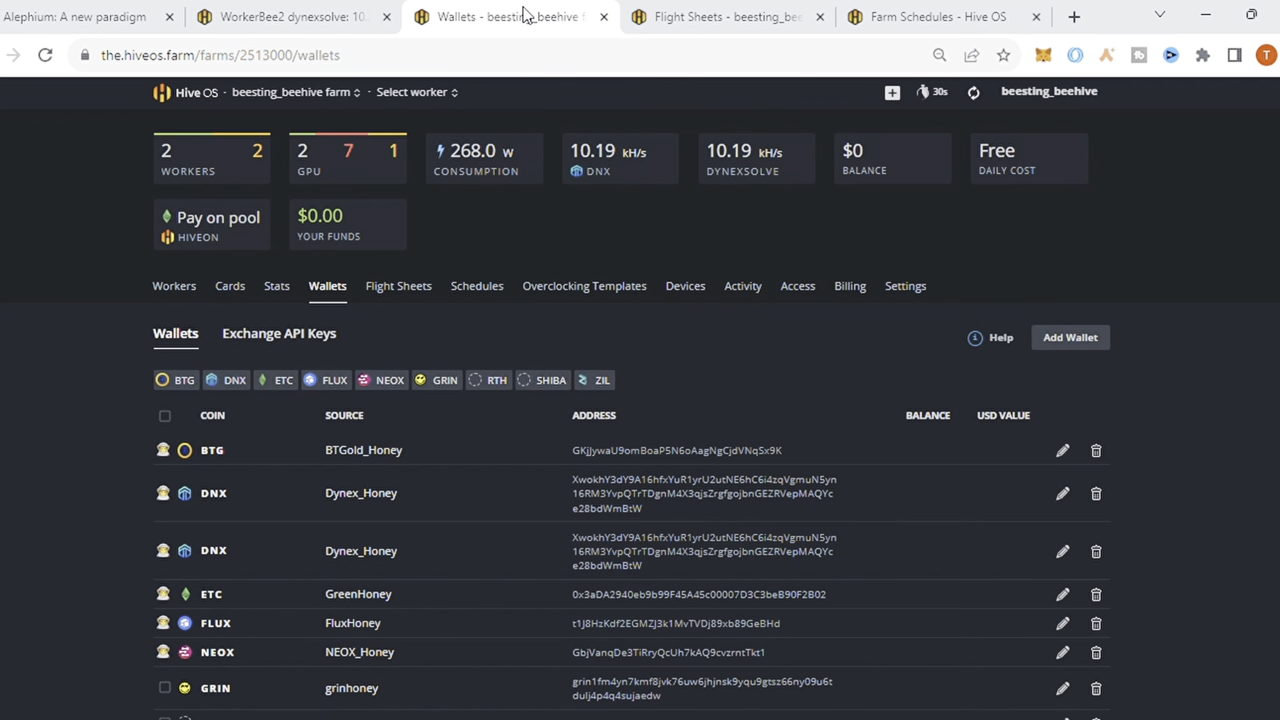 Alephium: A new paradigm
WorkerBee2 dynexsolve: 10.
Wallets - beesting_beehive f
Flight Sheets - beesting_bee
Farm Schedules - Hive OS
the.hiveos.farm/farms/2513000/wallets
T
Hive OS · beesting_beehive farm · Select worker
30s
beesting_beehive
2 2
WORKERS
2 7 1
GPU
268.0 W
CONSUMPTION
10.19 kH/s
DNX
10.19 kH/s
DYNEXSOLVE
$0
BALANCE
Free
DAILY COST
Pay on pool
HIVEON
$0.00
YOUR FUNDS
Workers Cards Stats Wallets Flight Sheets Schedules Overclocking Templates Devices Activity Access Billing Settings
Wallets Exchange API Keys
Help
Add Wallet
BTG DNX ETC FLUX NEOX GRIN RTH SHIBA ZIL
COIN SOURCE ADDRESS BALANCE USD VALUE
BTG BTGold_Honey GKjJywaU9omBoaP5N6oAagNgCjdVNqSx9K
DNX Dynex_Honey
XwokhY3dY9A16hfxYuR1yrU2utNE6hC6i4zqVgmuN5yn
16RM3YvpQTrTDgnM4X3qjsZrgfgojbnGEZRVepMAQYc
e28bdWmBtW
DNX Dynex_Honey
XwokhY3dY9A16hfxYuR1yrU2utNE6hC6i4zqVgmuN5yn
16RM3YvpQTrTDgnM4X3qjsZrgfgojbnGEZRVepMAQYc
e28bdWmBtW
ETC GreenHoney 0x3aDA2940eb9b99F45A45c00007D3C3beB90F2B02
FLUX FluxHoney t1J8HzKdf2EGMZJ3k1MvTVDj89xb89GeBHd
NEOX NEOX_Honey GbjVanqDe3TiRryQcUh7kAQ9cvzrntTkt1
GRIN grinhoney
grin1fm4yn7kmf8jvk76uw6jhjnsk9yqu9gtsz66ny09u6t
dulj4p4q4sujaedw